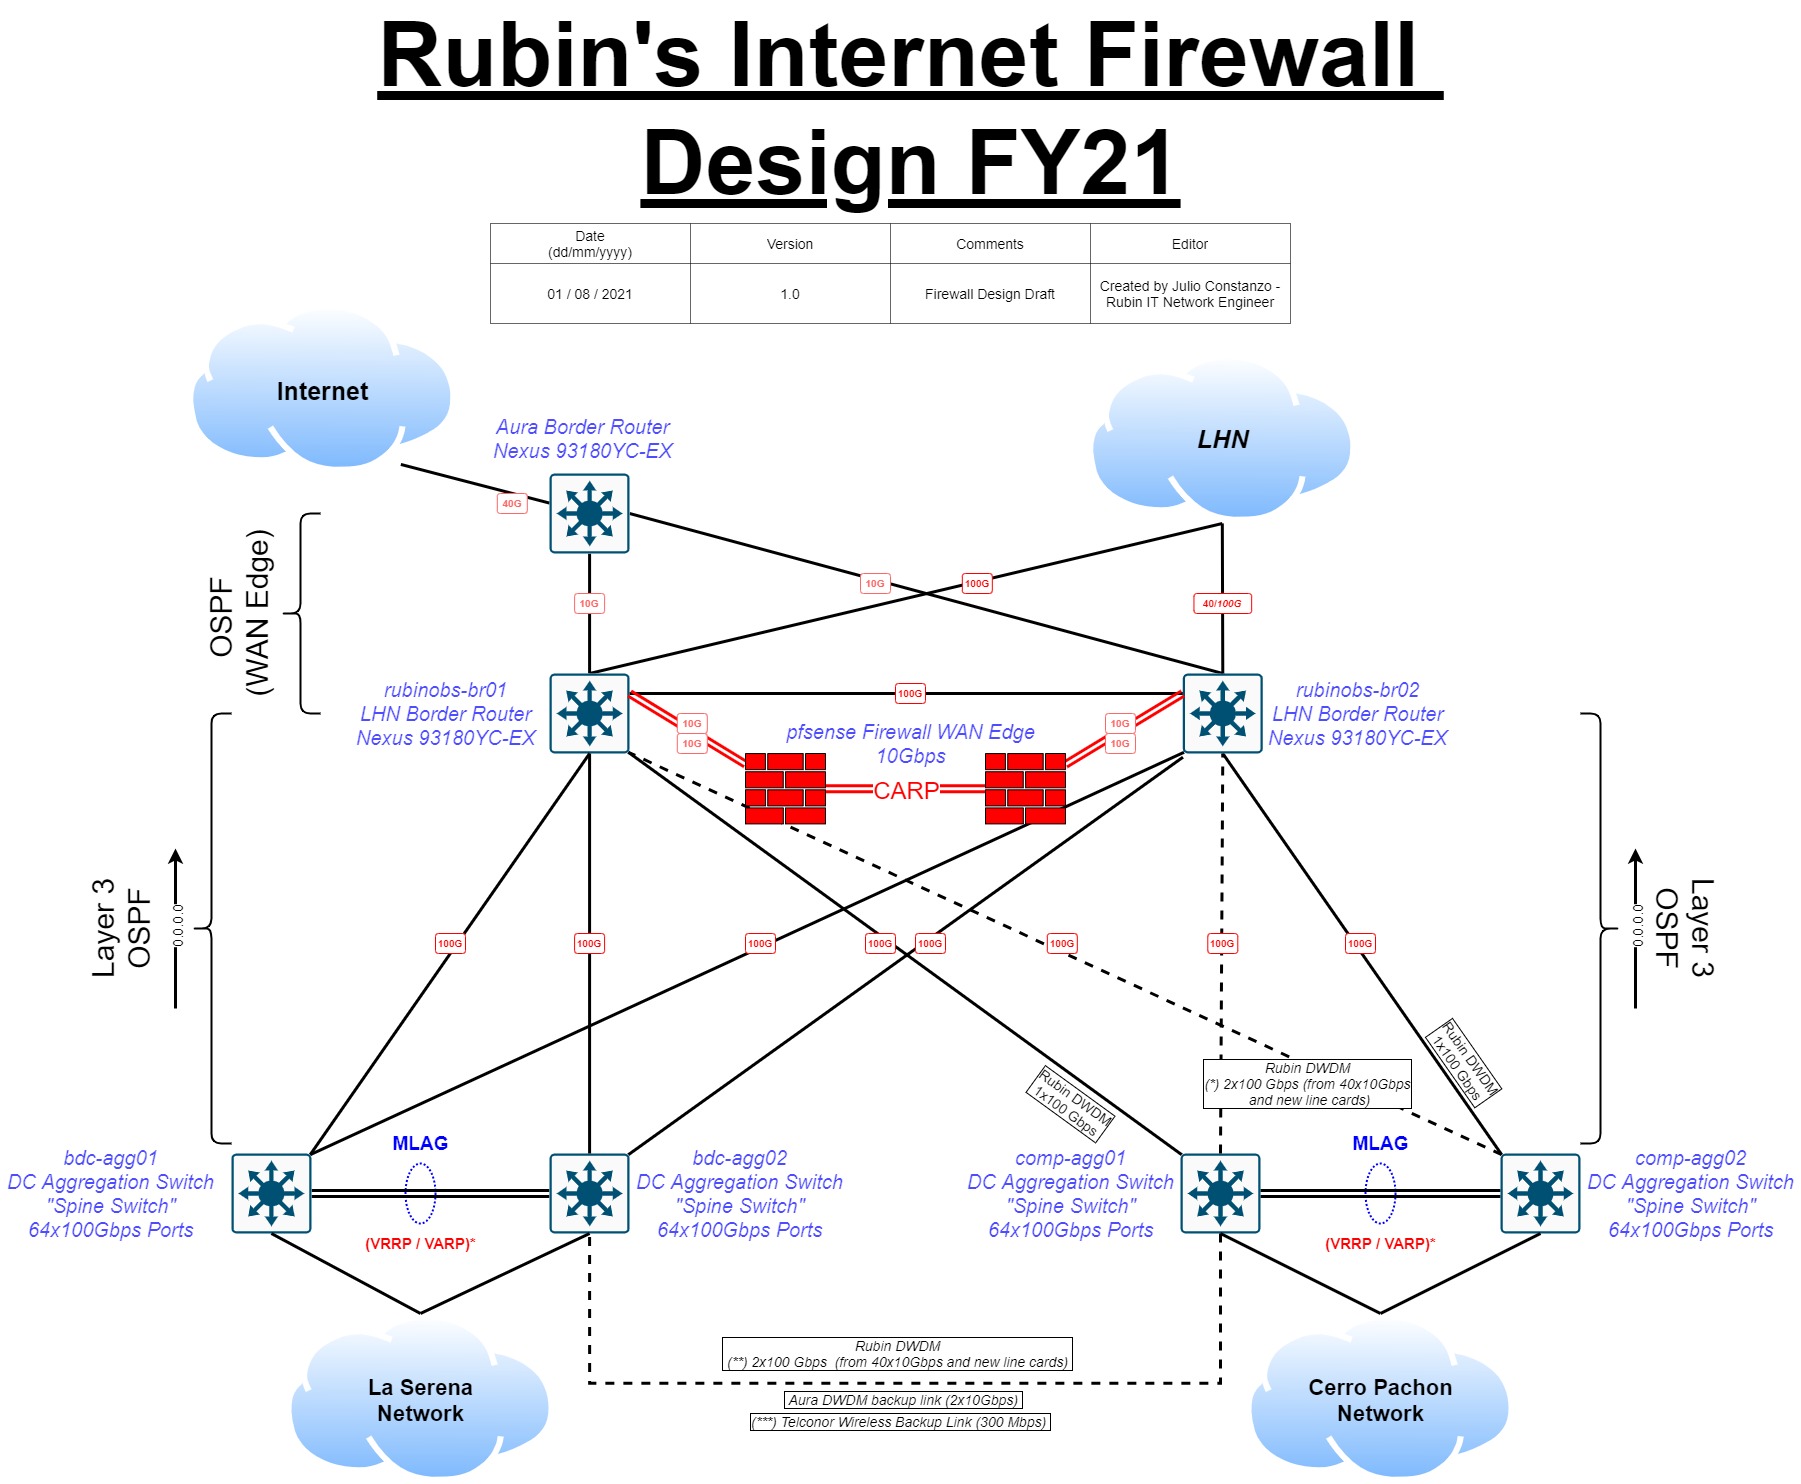 Rubin's Internet Firewall
Design FY21
Date
(dd/mm/yyyy)
Version
Comments
Editor
01 / 08 / 2021
1.0
Firewall Design Draft
Created by Julio Constanzo -
Rubin IT Network Engineer
Internet
LHN
Aura Border Router
Nexus 93180YC-EX
40G
OSPF
(WAN Edge)
10G
100G
10G
40/100G
rubinobs-br01
LHN Border Router
Nexus 93180YC-EX
100G
rubinobs-br02
LHN Border Router
Nexus 93180YC-EX
10G
10G
pfsense Firewall WAN Edge
10Gbps
10G
10G
CARP
Layer 3
OSPF
0.0.0.0
Layer 3
OSPF
0.0.0.0
100G
100G
100G
100G
100G
100G
100G
100G
Rubin DWDM
1x100 Gbps
Rubin DWDM
(*) 2x100 Gbps (from 40x10Gbps
and new line cards)
Rubin DWDM
1x100 Gbps
bdc-agg01
DC Aggregation Switch
"Spine Switch"
64x100Gbps Ports
MLAG
(VRRP / VARP)*
bdc-agg02
DC Aggregation Switch
"Spine Switch"
64x100Gbps Ports
comp-agg01
DC Aggregation Switch
"Spine Switch"
64x100Gbps Ports
MLAG
(VRRP / VARP)*
comp-agg02
DC Aggregation Switch
"Spine Switch"
64x100Gbps Ports
La Serena
Network
Rubin DWDM
(**) 2x100 Gbps (from 40x10Gbps and new line cards)
Aura DWDM backup link (2x10Gbps)
(***) Telconor Wireless Backup Link (300 Mbps)
Cerro Pachon
Network